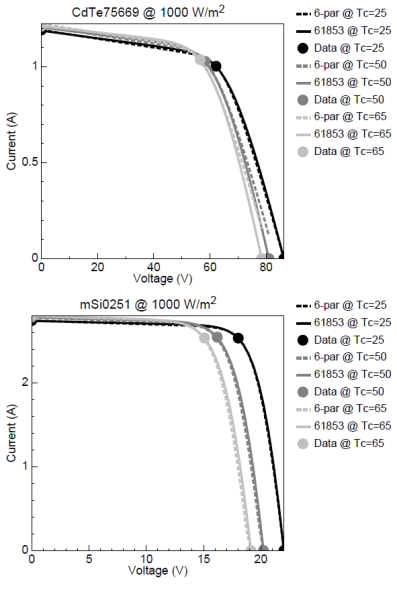 CdTe75669 @ 1000 W/m2
Current (A)
1
0.5
0
0 20 40 60 80
Voltage (V)
6-par @ Tc=25
61853 @ Tc=25
Data @ Tc=25
6-par @ Tc=50
61853 @ Tc=50
Data @ Tc=50
6-par @ Tc=65
61853 @ Tc=65
Data @ Tc=65
mSi0251 @ 1000 W/m2
Current (A)
2
1
0
0 5 10 15 20
Voltage (V)
6-par @ Tc=25
61853 @ Tc=25
Data @ Tc=25
6-par @ Tc=50
61853 @ Tc=50
Data @ Tc=50
6-par @ Tc=65
61853 @ Tc=65
Data @ Tc=65